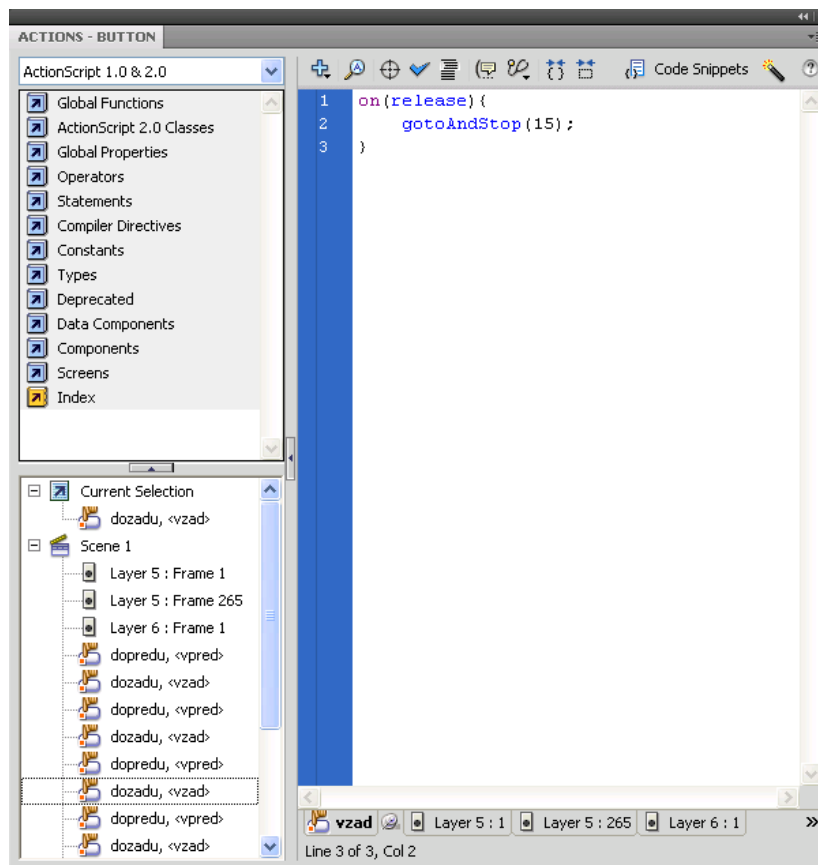 ACTIONS - BUTTON
ActionScript 1.0 & 2.0
Code Snippets
Global Functions
ActionScript 2.0 Classes
Global Properties
Operators
Statements
Compiler Directives
Constants
Types
Deprecated
Data Components
Components
Screens
Index
1 on(release){
2 gotoAndStop(15);
3 }
Current Selection
dozadu, <vzad>
Scene 1
Layer 5 : Frame 1
Layer 5 : Frame 265
Layer 6 : Frame 1
dopredu, <vpred>
dozadu, <vzad>
dopredu, <vpred>
dozadu, <vzad>
dopredu, <vpred>
dozadu, <vzad>
dopredu, <vpred>
dozadu, <vzad>
vzad Layer 5 : 1 Layer 5 : 265 Layer 6 : 1
Line 3 of 3, Col 2